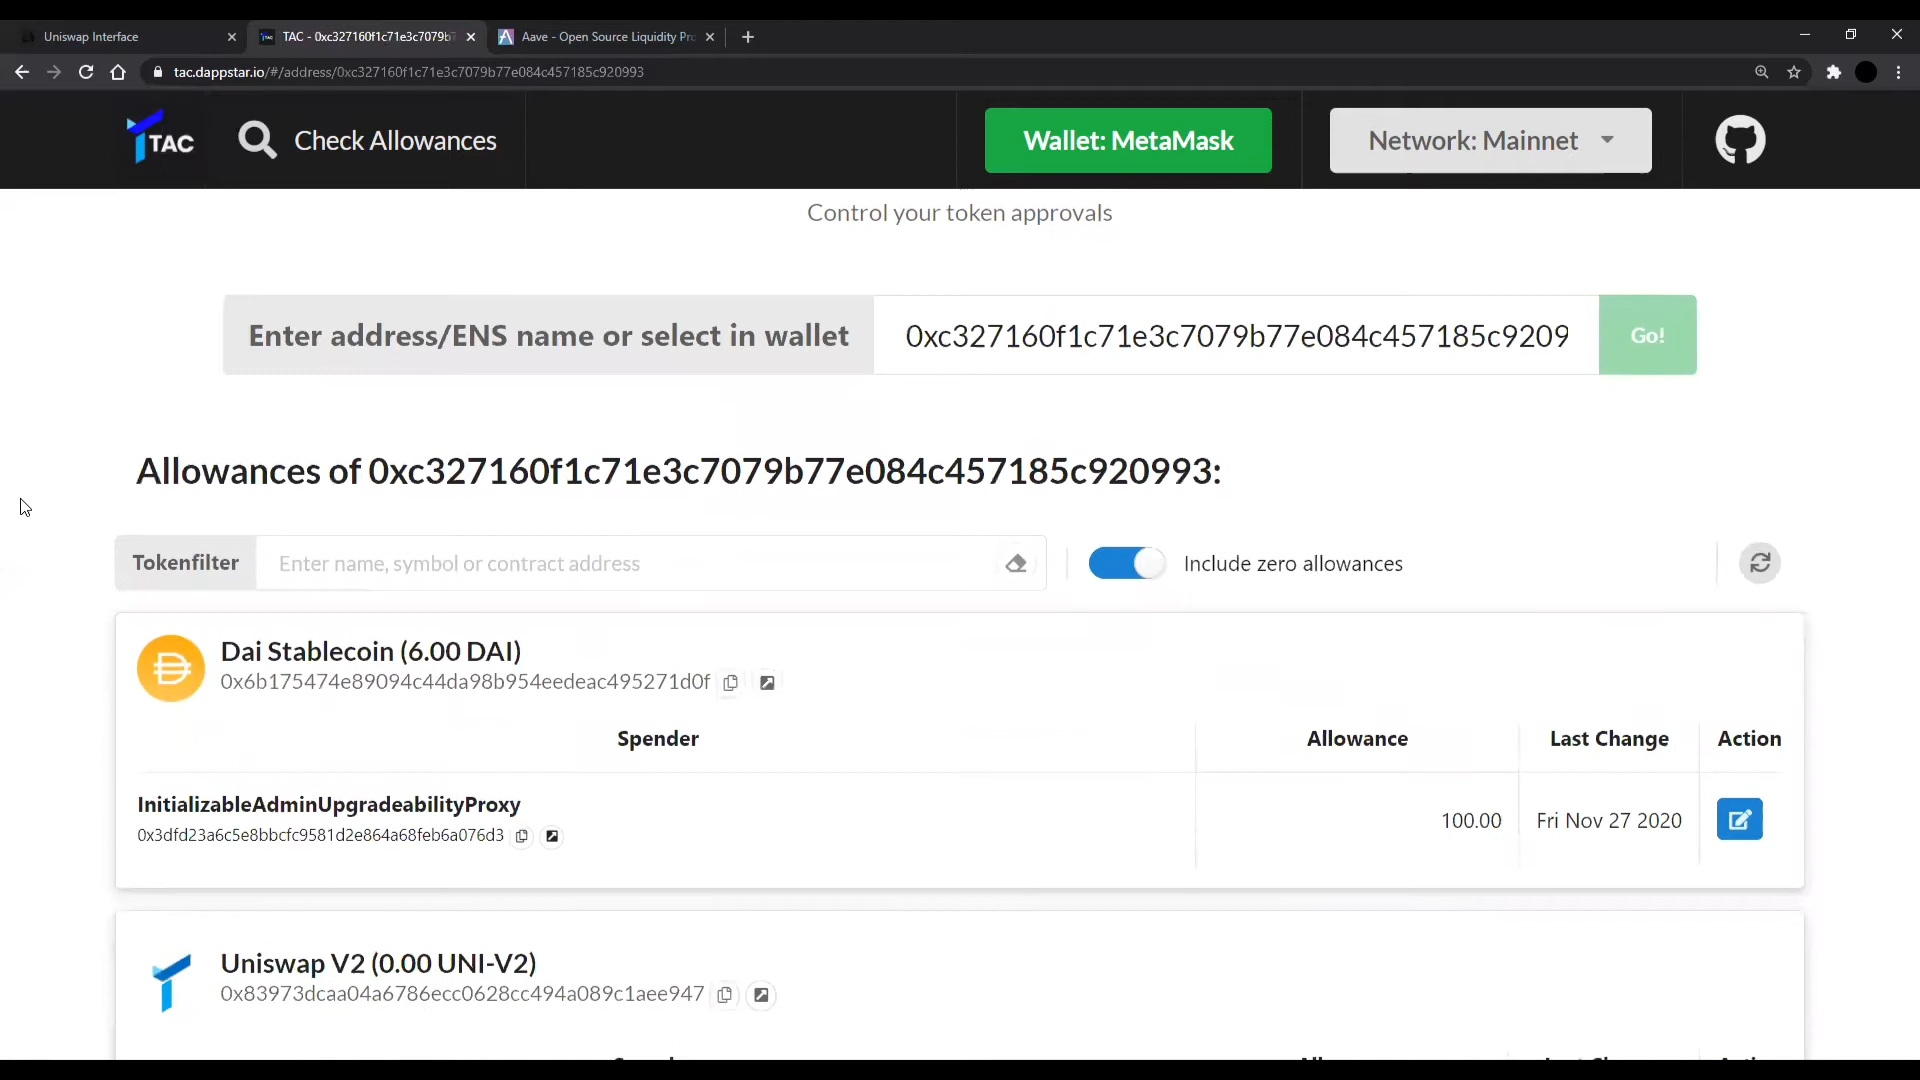 Uniswap Interface
TAC - 0xc327160f1c71e3c7079b7
Aave - Open Source Liquidity Pro
tac.dappstar.io/#/address/0xc327160f1c71e3c7079b77e084c457185c920993
TAC
Check Allowances
Wallet: MetaMask
Network: Mainnet
Control your token approvals
Enter address/ENS name or select in wallet
0xc327160f1c71e3c7079b77e084c457185c9209
Go!
Allowances of 0xc327160f1c71e3c7079b77e084c457185c920993:
Tokenfilter
Enter name, symbol or contract address
Include zero allowances
Dai Stablecoin (6.00 DAI)
0x6b175474e89094c44da98b954eedeac495271d0f
Spender
Allowance
Last Change
Action
InitializableAdminUpgradeabilityProxy
0x3dfd23a6c5e8bbcfc9581d2e864a68feb6a076d3
100.00
Fri Nov 27 2020
Uniswap V2 (0.00 UNI-V2)
0x83973dcaa04a6786ecc0628cc494a089c1aee947